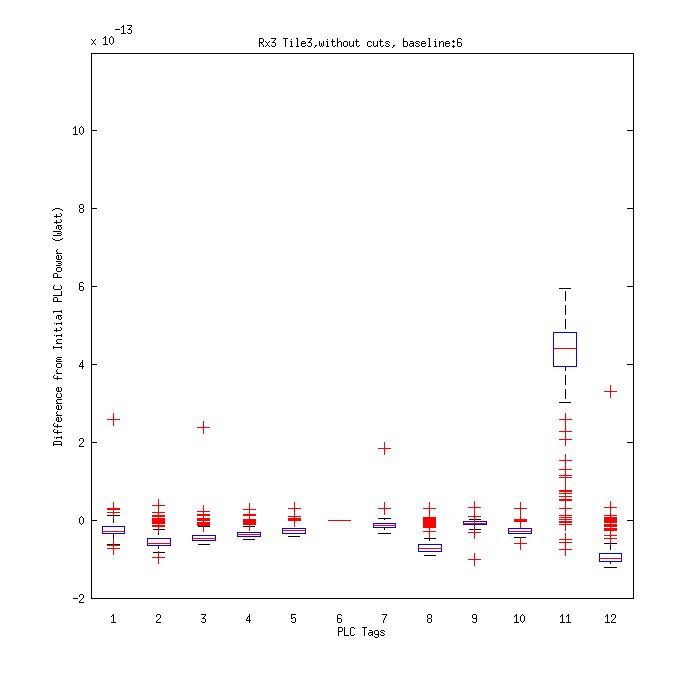 x 10-13
Rx3 Tile3,without cuts, baseline:6
10
8
6
4
2
0
-2
Difference from Initial PLC Power (Watt)
1 2 3 4 5 6 7 8 9 10 11 12
PLC Tags